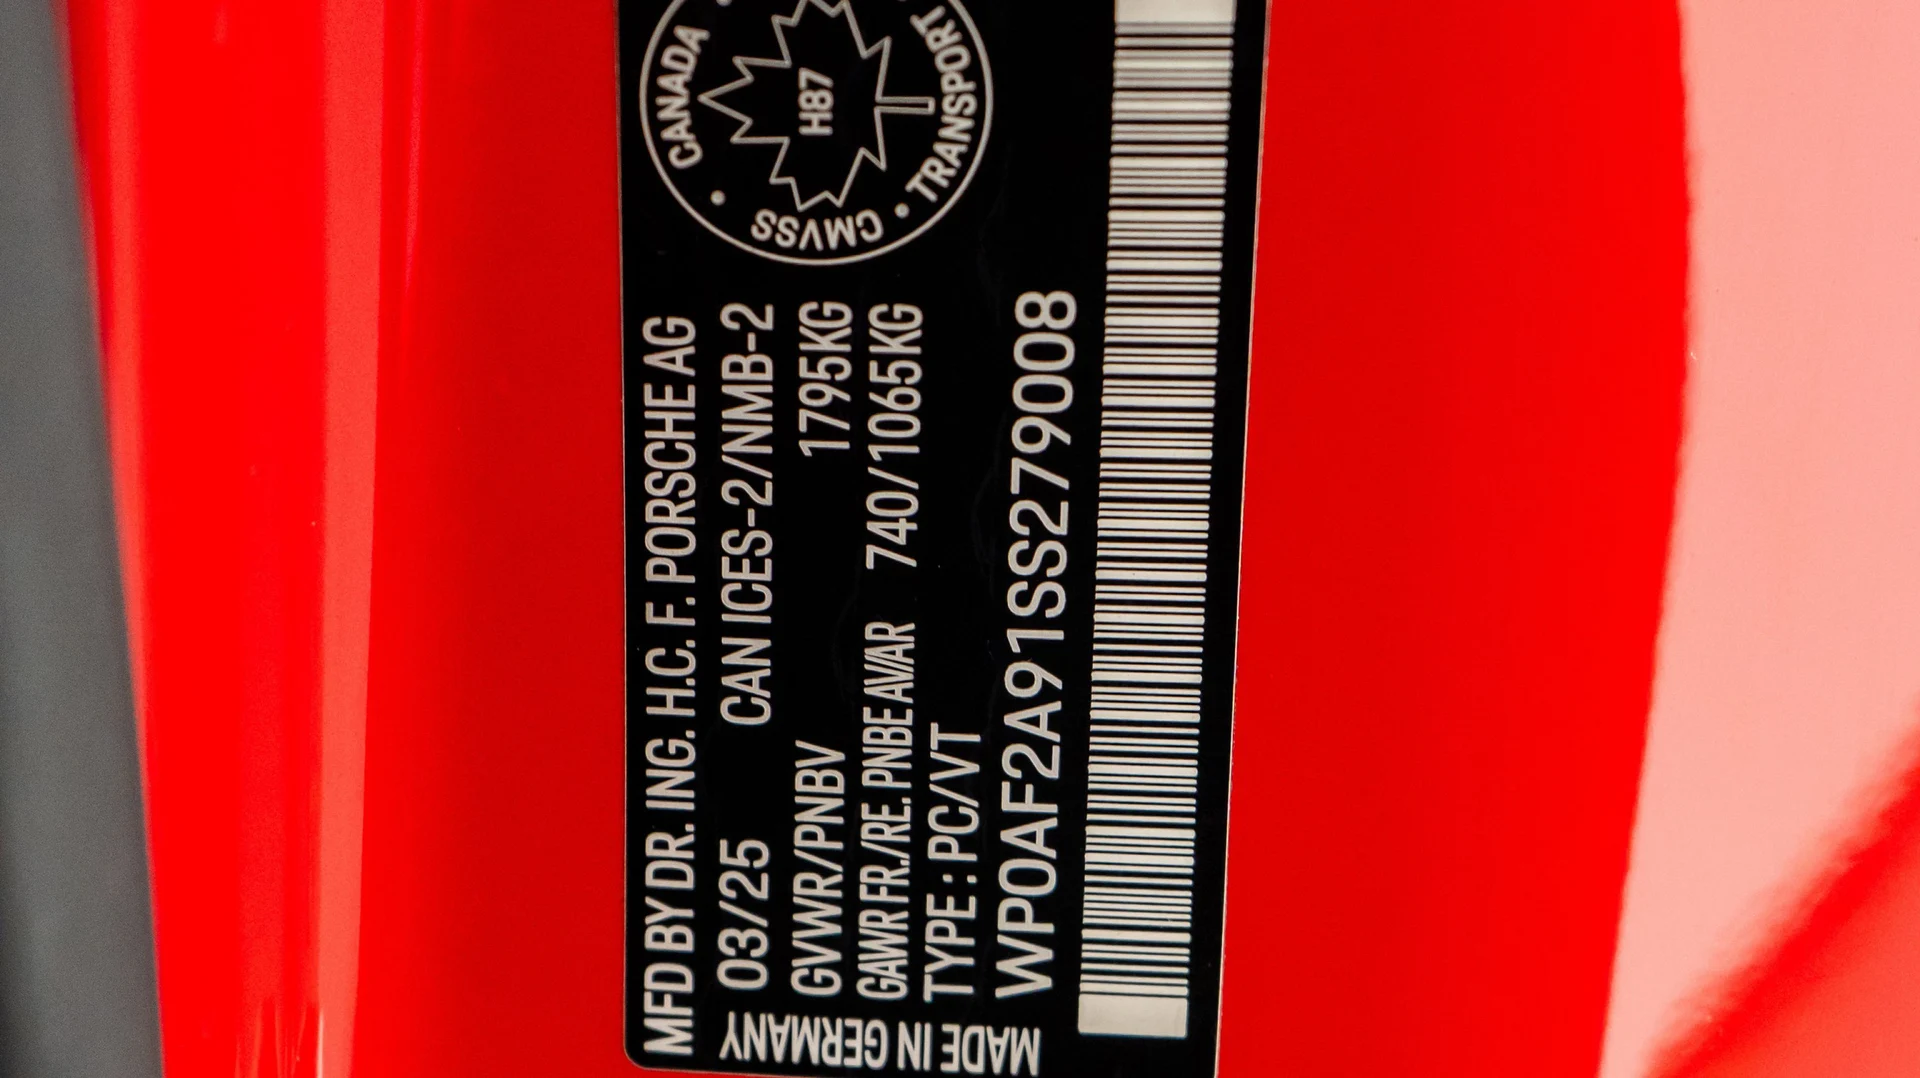 MFD BY DR. ING. H.C. F. PORSCHE AG
03/25 CAN ICES-2/NMB-2
GVWR/PNBV 1795KG
GAWR FR./RE. PNBE AV/AR 740/1065KG
TYPE : PC/VT
WP0AF2A91SS279008
MADE IN GERMANY
CANADA
TRANSPORT
CMVSS
H87